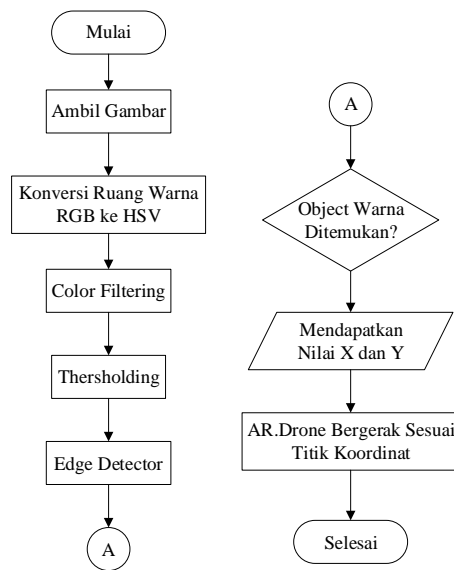 Mulai
Ambil Gambar
Konversi Ruang Warna
RGB ke HSV
Color Filtering
Thersholding
Edge Detector
A
A
Object Warna
Ditemukan?
Mendapatkan
Nilai X dan Y
AR.Drone Bergerak Sesuai
Titik Koordinat
Selesai